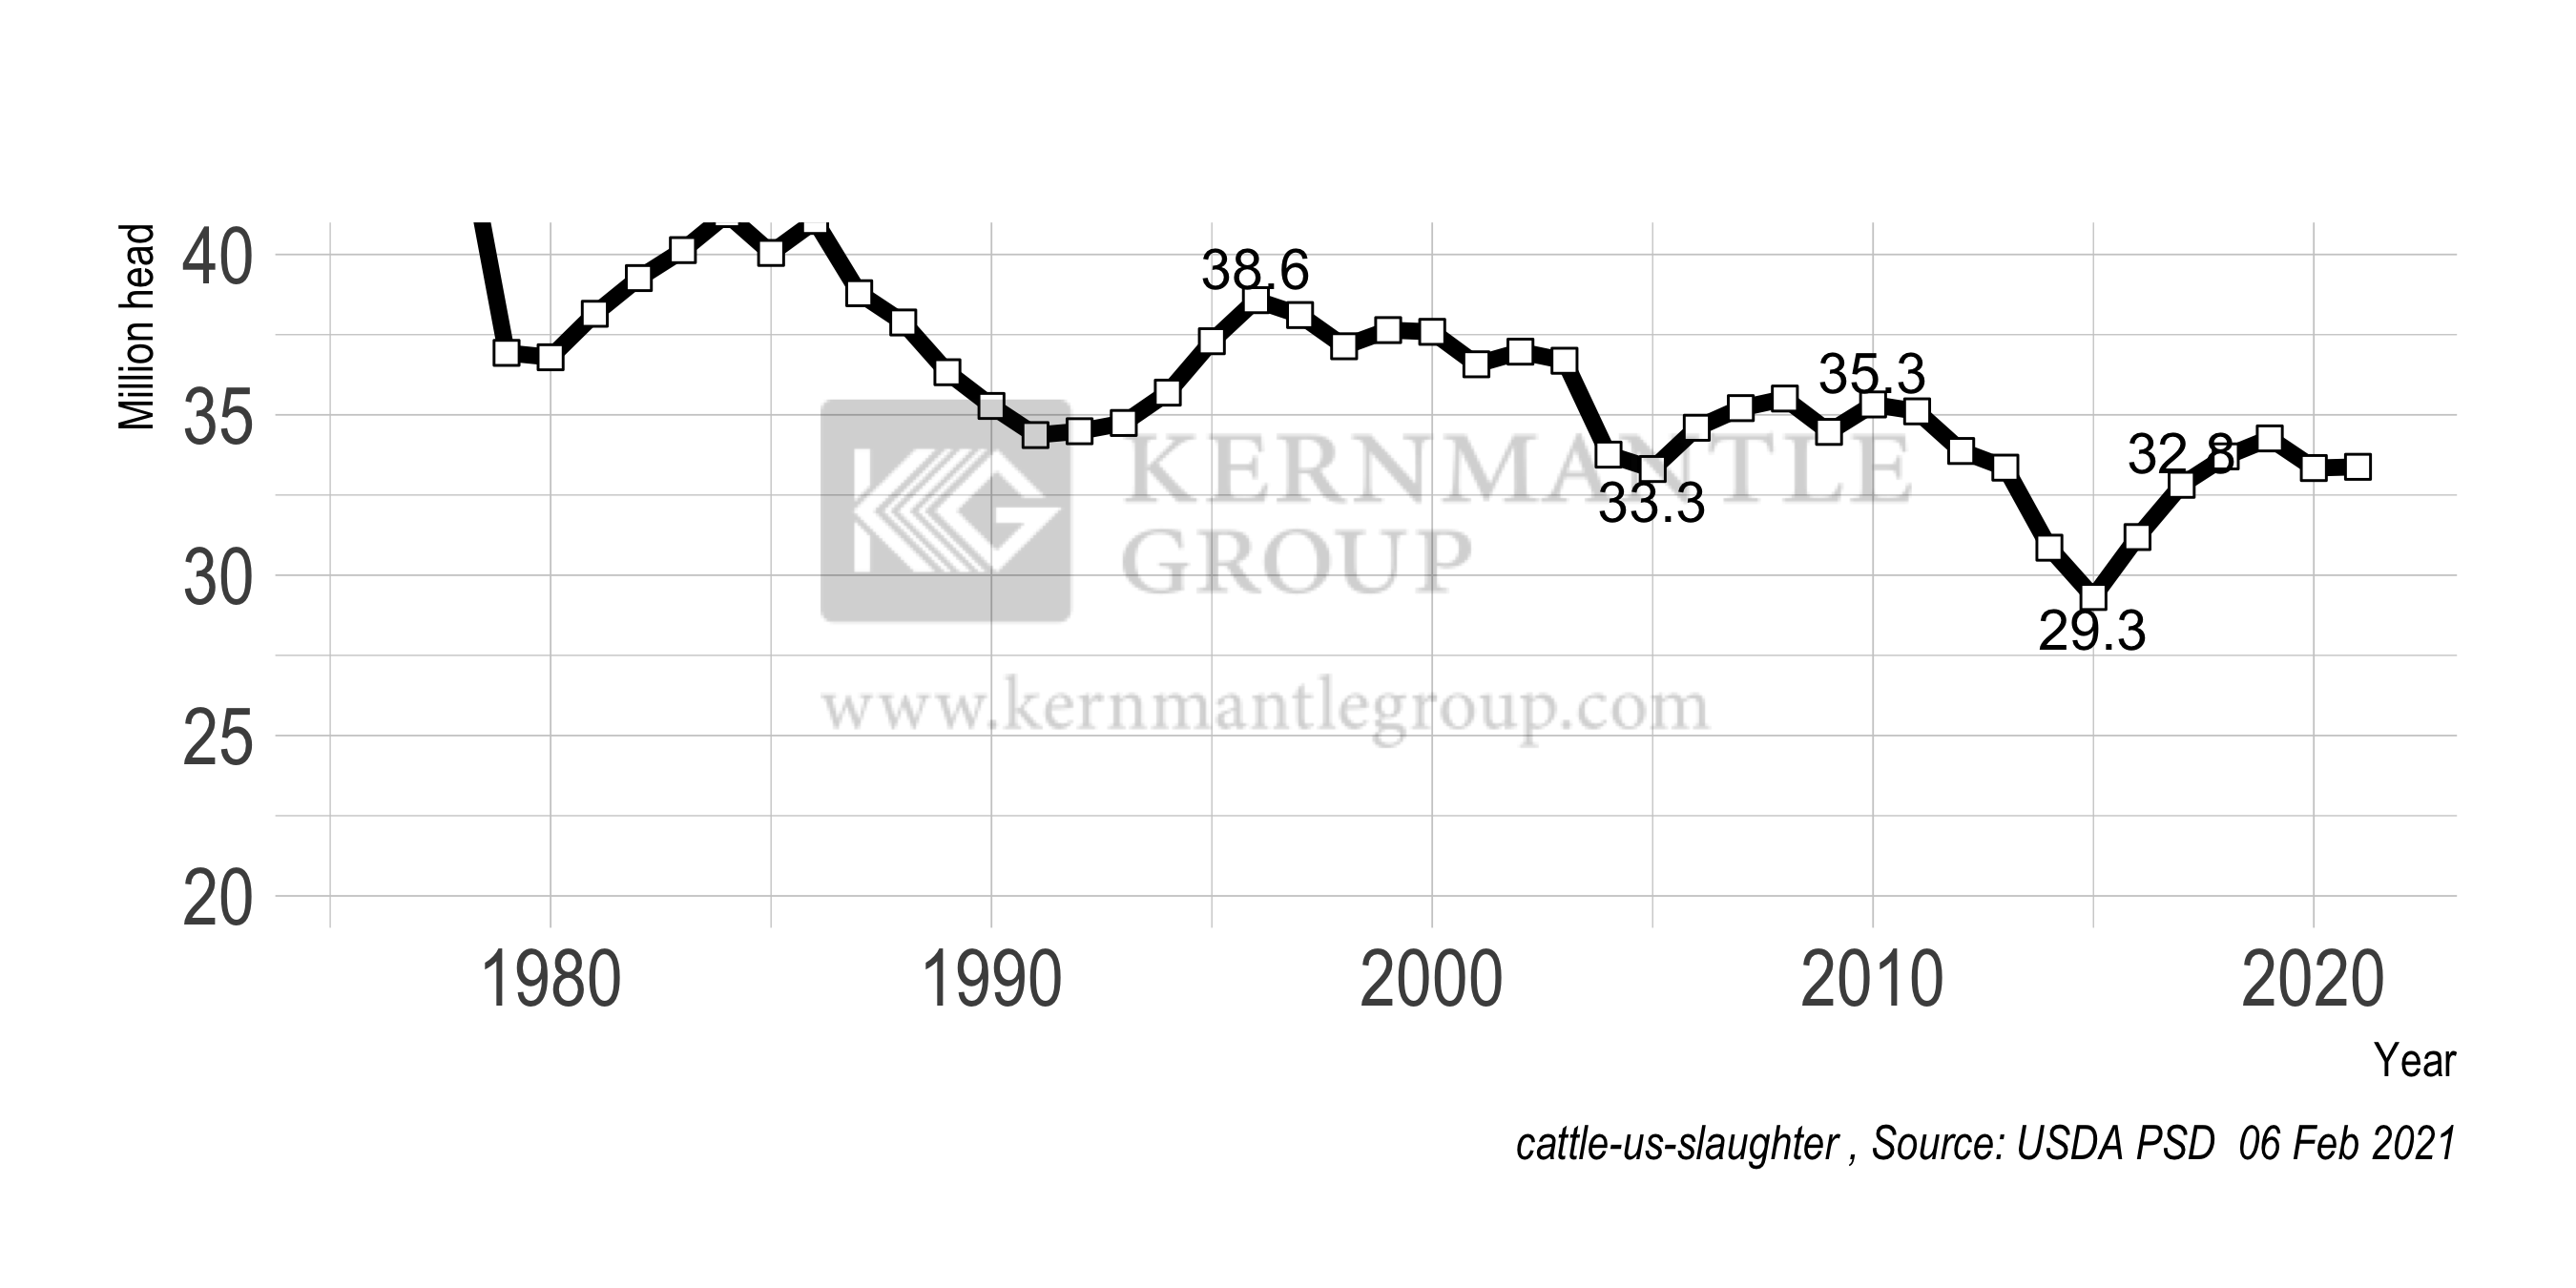 Million head
40
35
30
25
20
38.6
35.3
33.3
32.8
29.3
KG
KERNMANTLE
GROUP
www.kernmantlegroup.com
1980 1990 2000 2010 2020
Year
cattle-us-slaughter , Source: USDA PSD 06 Feb 2021